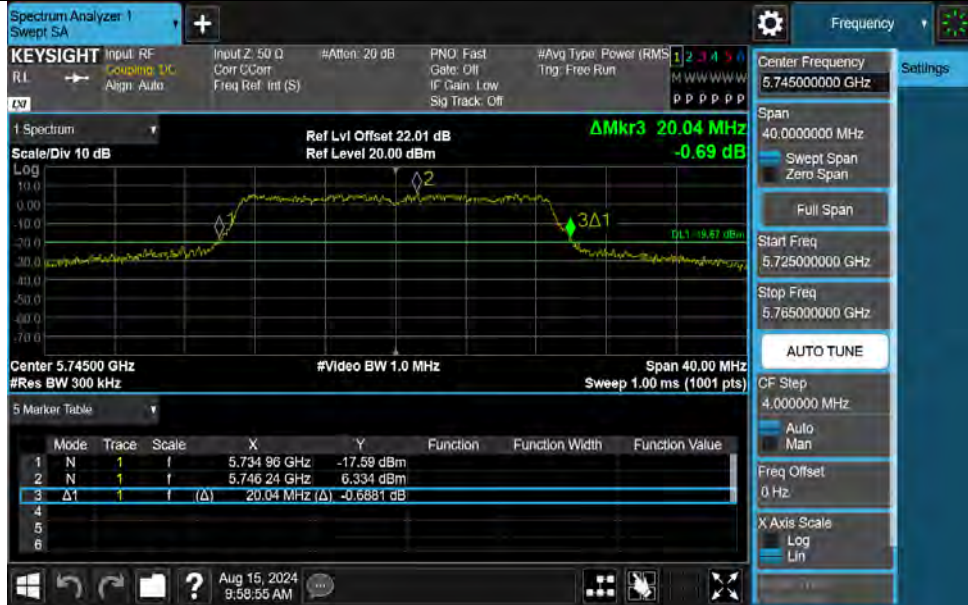 Spectrum Analyzer 1
Swept SA
Frequency
KEYSIGHT
RL
LXI
Input: RF
Coupling: DC
Align: Auto
Input Z: 50 Ω
Corr CCorr
Freq Ref: Int (S)
#Atten: 20 dB
PNO: Fast
Gate: Off
IF Gain: Low
Sig Track: Off
#Avg Type: Power (RMS
Trig: Free Run
1 2 3 4 5 6
M W W W W W
P P P P P P
Center Frequency
5.745000000 GHz
Settings
Span
40.0000000 MHz
Swept Span
Zero Span
Full Span
Start Freq
5.725000000 GHz
Stop Freq
5.765000000 GHz
AUTO TUNE
CF Step
4.000000 MHz
Auto
Man
Freq Offset
0 Hz
X Axis Scale
Log
Lin
1 Spectrum
Scale/Div 10 dB
Ref Lvl Offset 22.01 dB
Ref Level 20.00 dBm
ΔMkr3 20.04 MHz
-0.69 dB
Log
10.0
0.00
-10.0
-20.0
-30.0
-40.0
-50.0
-60.0
-70.0
1
2
3Δ1
DL1 -19.67 dBm
Center 5.74500 GHz
#Video BW 1.0 MHz
Span 40.00 MHz
#Res BW 300 kHz
Sweep 1.00 ms (1001 pts)
5 Marker Table
Mode Trace Scale X Y Function Function Width Function Value
1 N 1 f 5.734 96 GHz -17.59 dBm
2 N 1 f 5.746 24 GHz 6.334 dBm
3 Δ1 1 f (Δ) 20.04 MHz (Δ) -0.6881 dB
4
5
6
?
Aug 15, 2024
9:58:55 AM